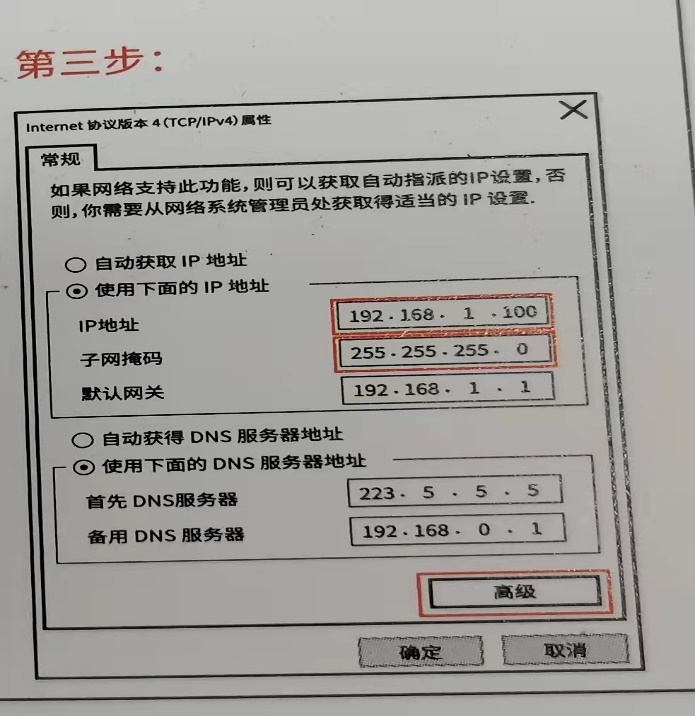 第三步：
Internet 协议版本 4 (TCP/IPv4) 属性
常规
如果网络支持此功能，则可以获取自动指派的IP设置，否
则，你需要从网络系统管理员处获取得适当的 IP 设置.
自动获取 IP 地址
使用下面的 IP 地址
IP地址 192 . 168 . 1 . 100
子网掩码 255 . 255 . 255 . 0
默认网关 192 . 168 . 1 . 1
自动获得 DNS 服务器地址
使用下面的 DNS 服务器地址
首先 DNS服务器 223 . 5 . 5 . 5
备用 DNS 服务器 192 . 168 . 0 . 1
高级
确定 取消